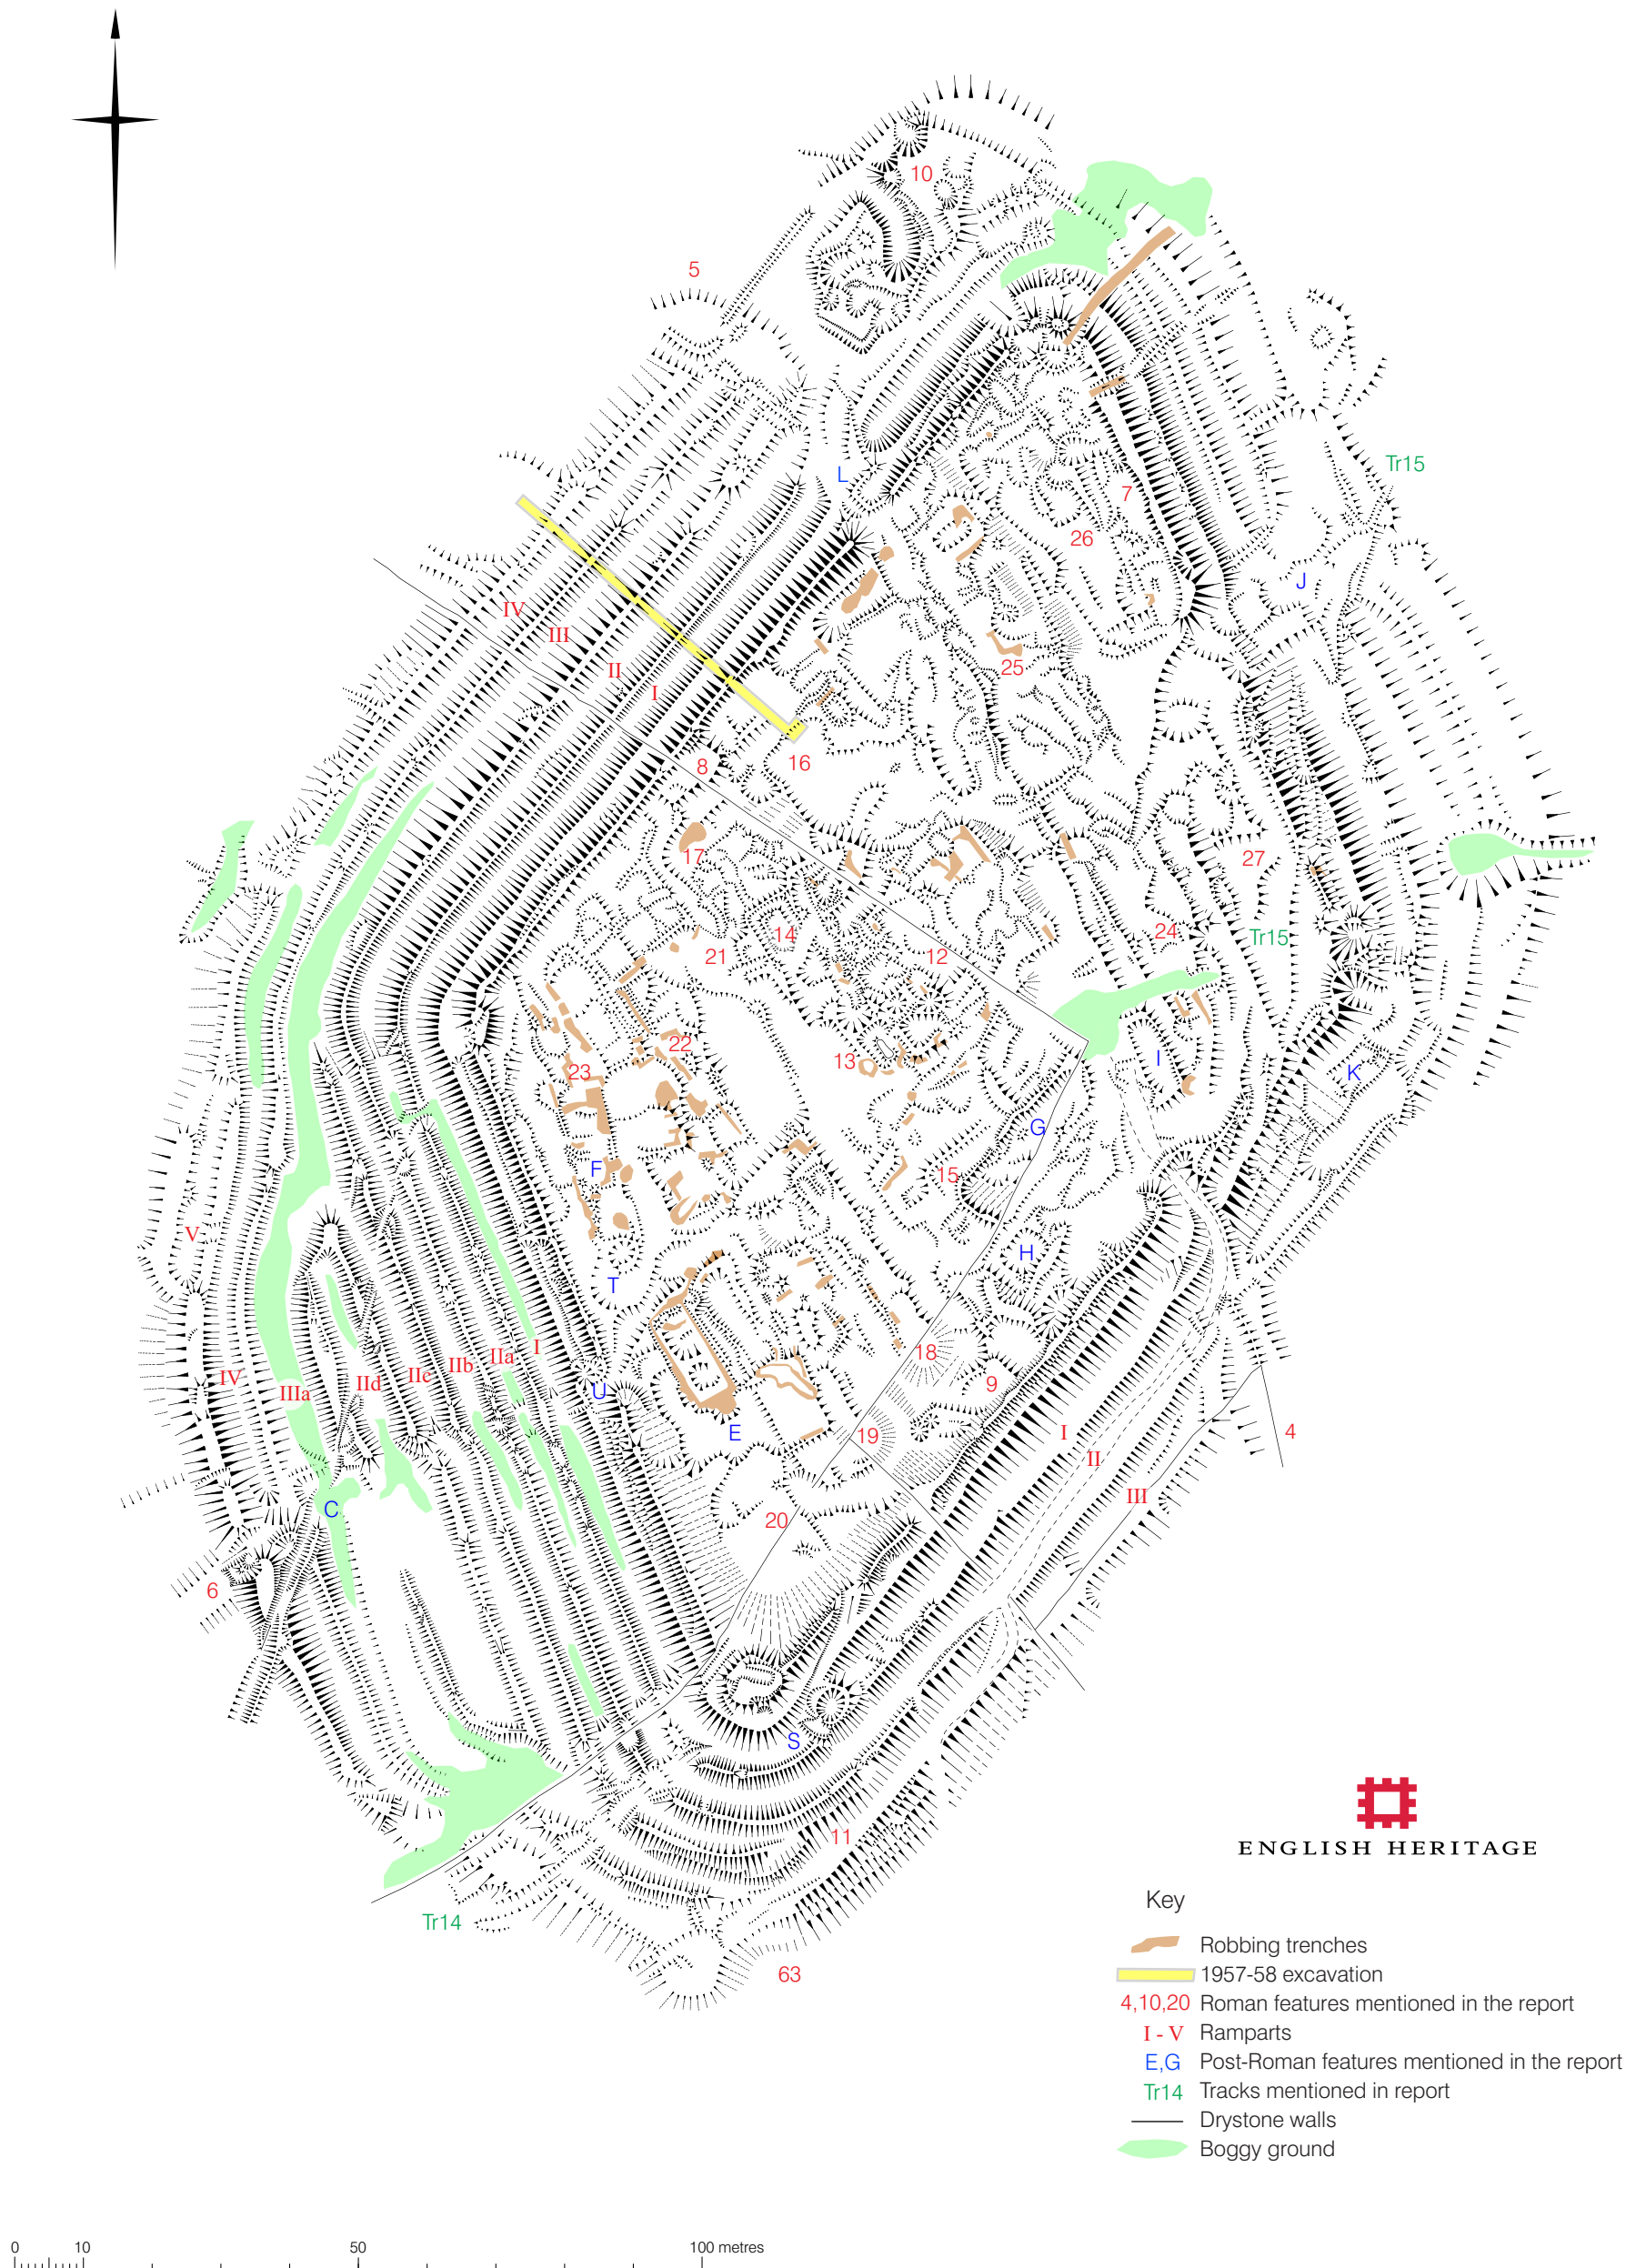 10
5
Tr15
L
7
26
J
IV
III
25
II
I
8
16
17
27
14
24
Tr15
21
12
22
13
I
23
K
G
F
15
V
H
T
I
18
IIa
IIb
IV
IIc
IId
9
IIIa
U
4
I
E
19
II
III
C
20
6
S
11
ENGLISH HERITAGE
Key
Tr14
Robbing trenches
63
1957-58 excavation
4,10,20 Roman features mentioned in the report
I - V Ramparts
E,G Post-Roman features mentioned in the report
Tr14 Tracks mentioned in report
Drystone walls
Boggy ground
0 10 50 100 metres